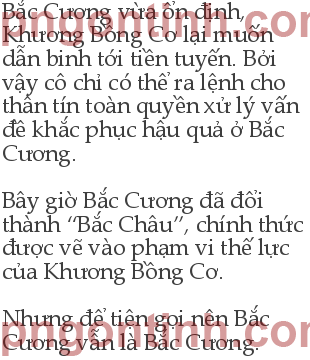 Bắc Cương vừa ổn định,
Khương Bồng Cơ lại muốn
dẫn binh tới tiền tuyến. Bởi
vậy cô chỉ có thể ra lệnh cho
thân tín toàn quyền xử lý vấn
đề khắc phục hậu quả ở Bắc
Cương.
Bây giờ Bắc Cương đã đổi
thành “Bắc Châu”, chính thức
được vẽ vào phạm vi thế lực
của Khương Bồng Cơ.
Nhưng để tiện gọi nên Bắc
Cương vẫn là Bắc Cương.
pngontinh.com
pngontinh.com